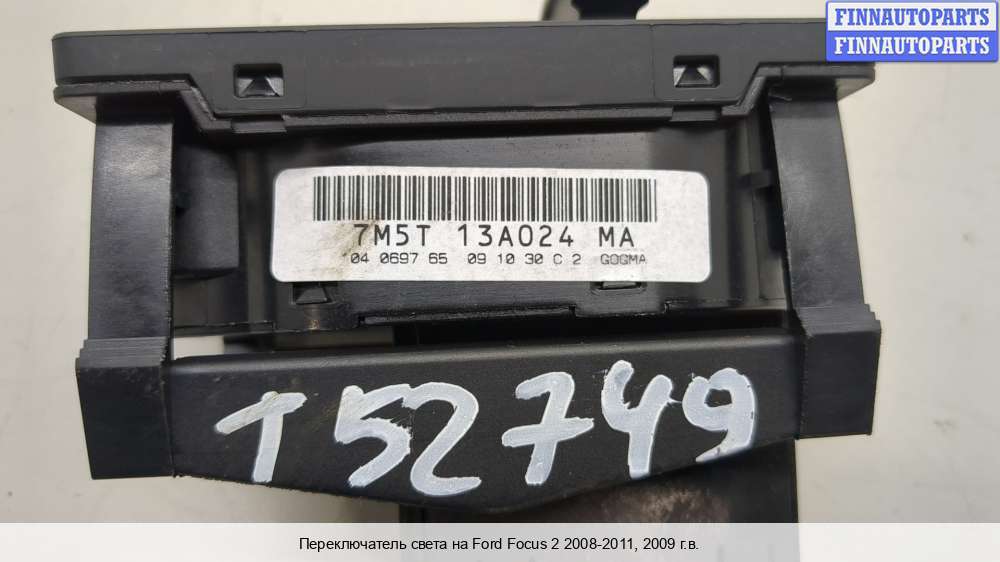 FINNAUTOPARTS
FINNAUTOPARTS
7M5T 13A024 MA
04 0697 65 09 10 30 C 2 GOGMA
T 52749
Переключатель света на Ford Focus 2 2008-2011, 2009 г.в.